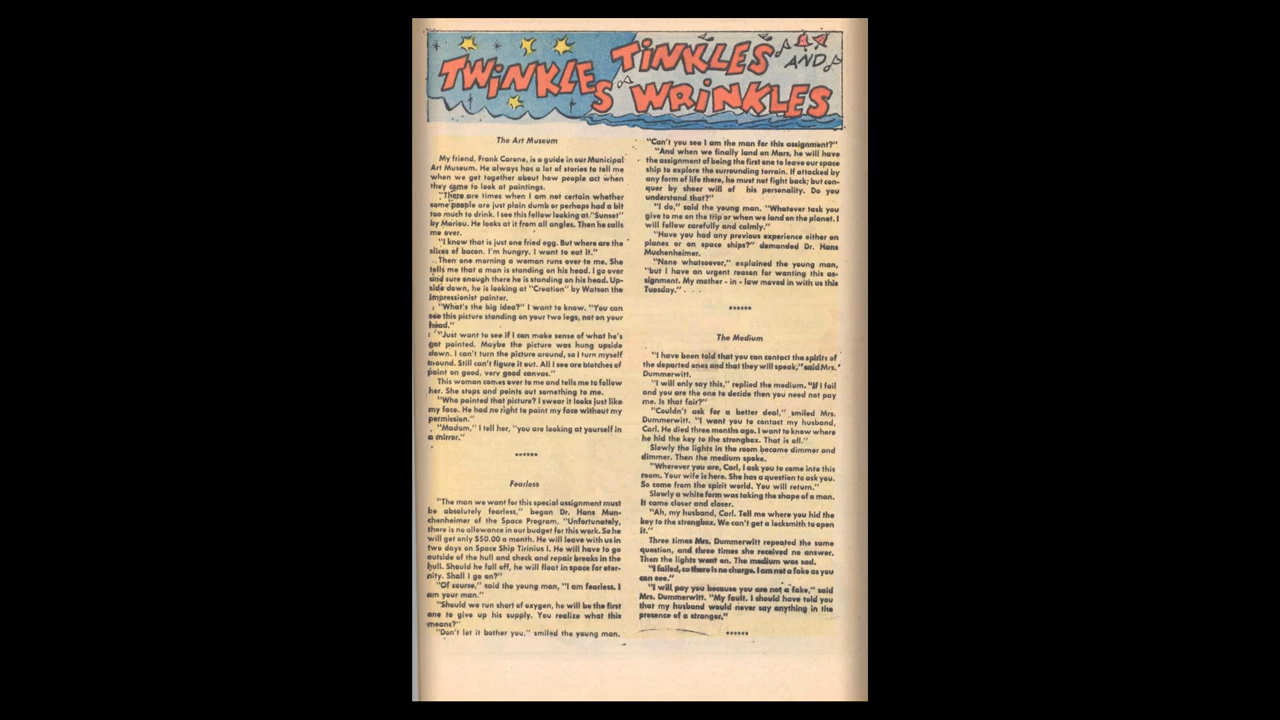 TWINKLES TINKLES AND WRINKLES
The Art Museum
My friend, Frank Carone, is a guide in our Municipal
Art Museum. He always has a lot of stories to tell me
when we get together about how people act when
they come to look at paintings.
"There are times when I am not certain whether
some people are just plain dumb or perhaps had a bit
too much to drink. I see this fellow looking at "Sunset"
by Mariou. He looks at it from all angles. Then he calls
me over.
"I know that is just one fried egg. But where are the
slices of bacon. I'm hungry. I want to eat it."
Then one morning a woman runs over to me. She
tells me that a man is standing on his head. I go over
and sure enough there he is standing on his head. Up-
side down, he is looking at "Creation" by Watson the
Impressionist painter.
"What's the big idea?" I want to know. "You can
see this picture standing on your two legs, not on your
head."
"Just want to see if I can make sense of what he's
got painted. Maybe the picture was hung upside
down. I can't turn the picture around, so I turn myself
around. Still can't figure it out. All I see are blotches of
paint on good, very good canvas."
This woman comes over to me and tells me to follow
her. She stops and points out something to me.
"Who painted that picture? I swear it looks just like
my face. He had no right to paint my face without my
permission."
"Madam," I tell her, "you are looking at yourself in
a mirror."
******
Fearless
"The man we want for this special assignment must
be absolutely fearless," began Dr. Hans Mun-
chenheimer of the Space Program. "Unfortunately,
there is no allowance in our budget for this work. So he
will get only $50.00 a month. He will leave with us in
two days on Space Ship Tirinius I. He will have to go
outside of the hull and check and repair breaks in the
hull. Should he fall off, he will float in space for eter-
nity. Shall I go on?"
"Of course," said the young man, "I am fearless. I
am your man."
"Should we run short of oxygen, he will be the first
one to give up his supply. You realize what this
means?"
"Don't let it bother you," smiled the young man.
"Can't you see I am the man for this assignment?"
"And when we finally land on Mars, he will have
the assignment of being the first one to leave our space
ship to explore the surrounding terrain. If attacked by
any form of life there, he must not fight back; but con-
quer by sheer will of his personality. Do you
understand that?"
"I do," said the young man. "Whatever task you
give to me on the trip or when we land on the planet. I
will follow carefully and calmly."
"Have you had any previous experience either on
planes or on space ships?" demanded Dr. Hans
Muchenheimer.
"None whatsoever," explained the young man,
"but I have an urgent reason for wanting this as-
signment. My mother - in - law moved in with us this
Tuesday."
******
The Medium
"I have been told that you can contact the spirits of
the departed ones and that they will speak," said Mrs.
Dummerwitt.
"I will only say this," replied the medium. "If I fail
and you are the one to decide then you need not pay
me. Is that fair?"
"Couldn't ask for a better deal," smiled Mrs.
Dummerwitt. "I want you to contact my husband,
Carl. He died three months ago. I want to know where
he hid the key to the strongbox. That is all."
Slowly the lights in the room became dimmer and
dimmer. Then the medium spoke.
"Wherever you are, Carl, I ask you to come into this
room. Your wife is here. She has a question to ask you.
So come from the spirit world. You will return."
Slowly a white form was taking the shape of a man.
It came closer and closer.
"Ah, my husband, Carl. Tell me where you hid the
key to the strongbox. We can't get a locksmith to open
it."
Three times Mrs. Dummerwitt repeated the same
question, and three times she received no answer.
Then the lights went on. The medium was sad.
"I failed, so there is no charge. I am not a fake as you
can see."
"I will pay you because you are not a fake," said
Mrs. Dummerwitt. "My fault. I should have told you
that my husband would never say anything in the
presence of a stranger."
******